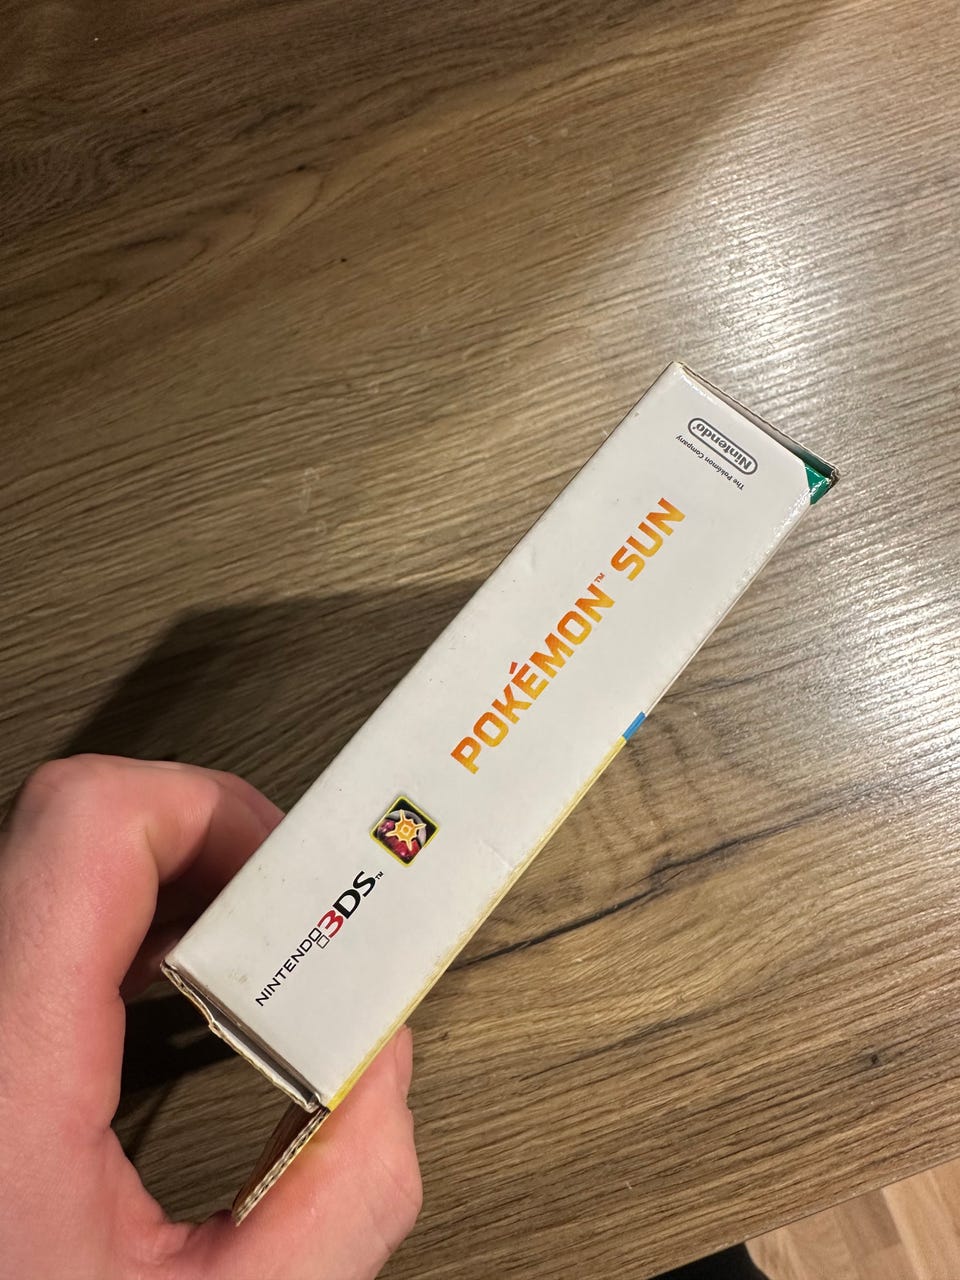 NINTENDO 3DS™
POKÉMON™ SUN
Nintendo®
The Pokémon Company